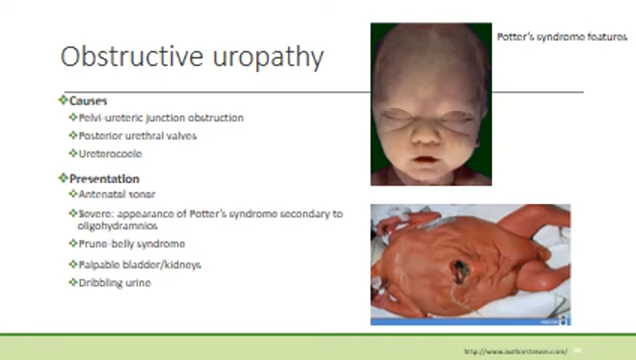 Potter's syndrome features
Obstructive uropathy
Causes
Pelvi-ureteric junction obstruction
Posterior urethral valves
Ureterocoele
Presentation
Antenatal sonar
Severe: appearance of Potter's syndrome secondary to
oligohydramnios
Prune-belly syndrome
Palpable bladder/kidneys
Dribbling urine